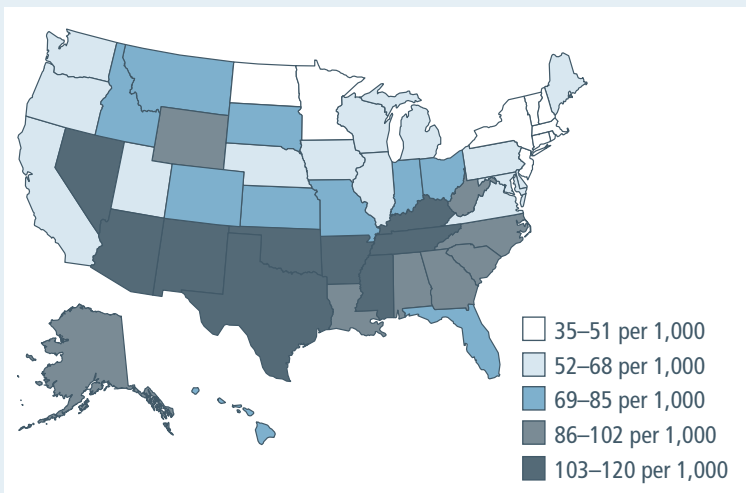 35–51 per 1,000
52–68 per 1,000
69–85 per 1,000
86–102 per 1,000
103–120 per 1,000